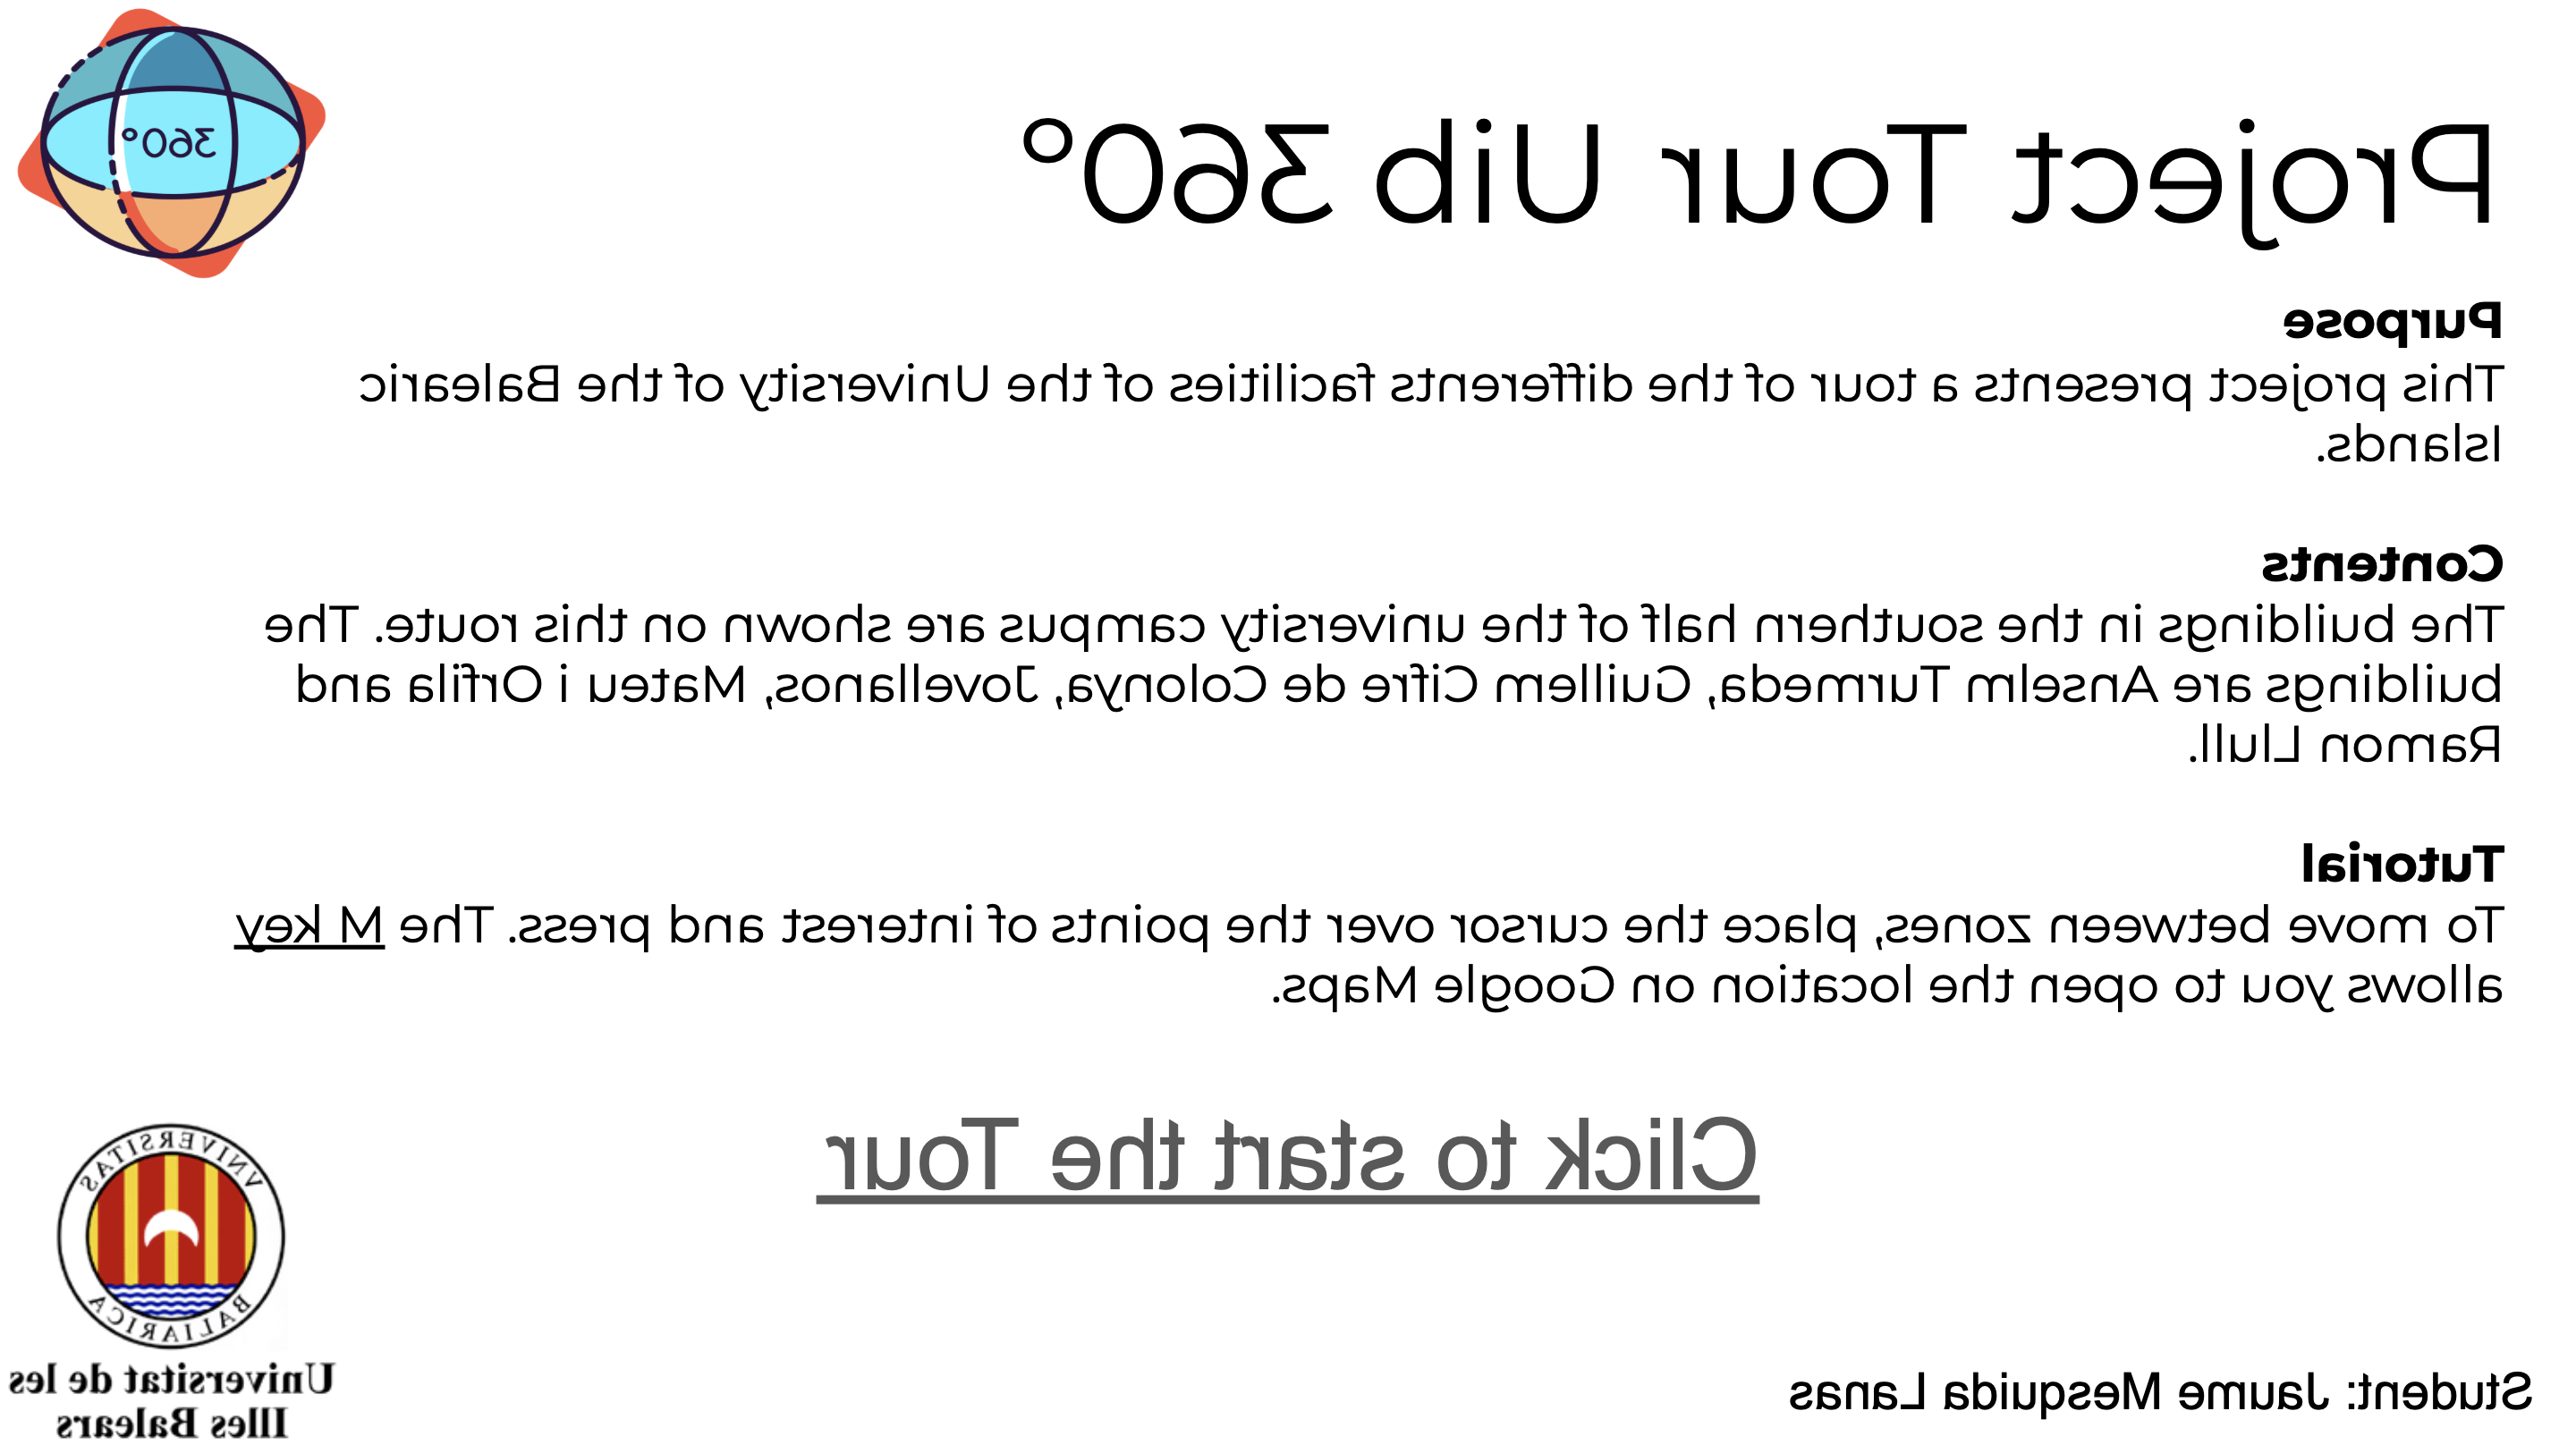 Project Tour Uib 360°
360°
Purpose
This project presents a tour of the differents facilities of the University of the Balearic
Islands.
Contents
The buildings in the southern half of the university campus are shown on this route. The
buildings are Anselm Turmeda, Guillem Cifre de Colonya, Jovellanos, Mateu i Orfila and
Ramon Llull.
Tutorial
To move between zones, place the cursor over the points of interest and press. The M key
allows you to open the location on Google Maps.
Click to start the Tour
VNIVERSITAS
BALIARICA
Universitat de les
Illes Balears
Student: Jaume Mesquida Lanas